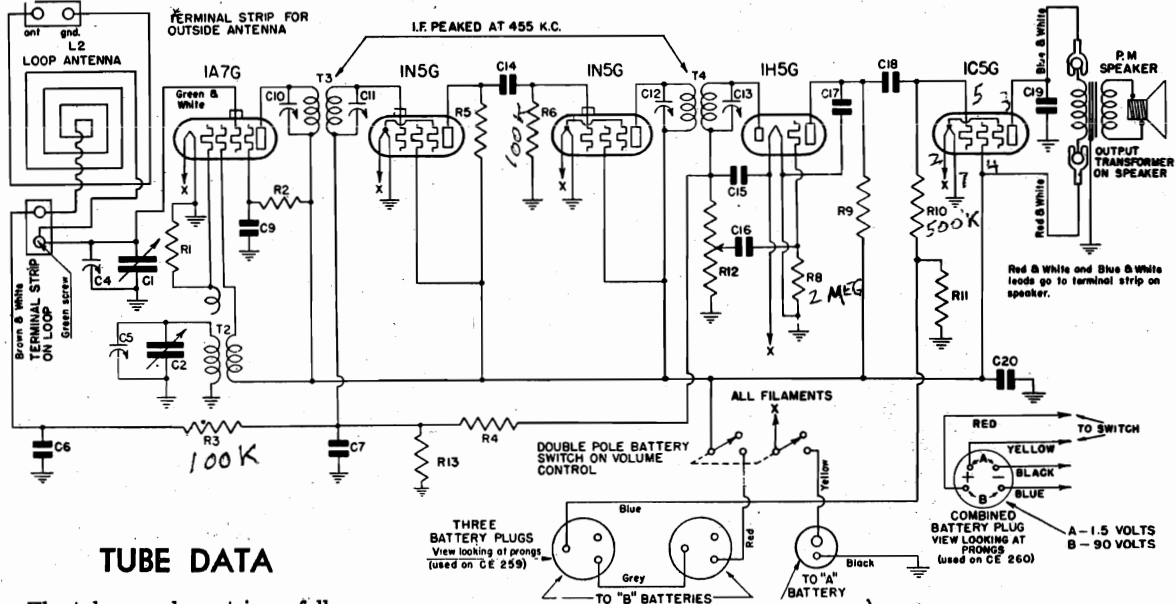 TERMINAL STRIP FOR
OUTSIDE ANTENNA
ant gnd.
L2
LOOP ANTENNA
I.F. PEAKED AT 455 K.C.
1A7G
Green &
White
C10
T3
C11
1N5G
R5
C14
R6
100K
1N5G
C12
T4
C13
1H5G
C17
C18
1C5G
5
3
2
7
4
Blue & White
C19
P.M
SPEAKER
OUTPUT
TRANSFORMER
ON SPEAKER
Red & White
Red & White and Blue & White
leads go to terminal strip on
speaker.
X
X
X
X
X
R2
C9
R1
C4
C1
Brown & White
TERMINAL STRIP
ON LOOP
Green screw
C5
C2
T2
C15
C16
R12
R8
2 MEG
R9
R10
500K
R11
C20
C6
R3
100K
C7
R13
R4
ALL FILAMENTS
X
DOUBLE POLE BATTERY
SWITCH ON VOLUME
CONTROL
Yellow
Red
Blue
Grey
Black
THREE
BATTERY PLUGS
View looking at prongs
(used on CE 259)
TO "B" BATTERIES
TO "A"
BATTERY
RED
YELLOW
BLACK
BLUE
TO SWITCH
A
+ -
B
COMBINED
BATTERY PLUG
VIEW LOOKING AT
PRONGS
(used on CE 260)
A-1.5 VOLTS
B-90 VOLTS
TUBE DATA